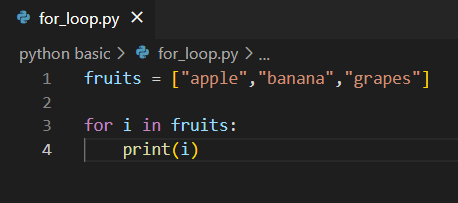 for_loop.py ×
python basic > for_loop.py > ...
1 fruits = ["apple","banana","grapes"]
2
3 for i in fruits:
4     print(i)